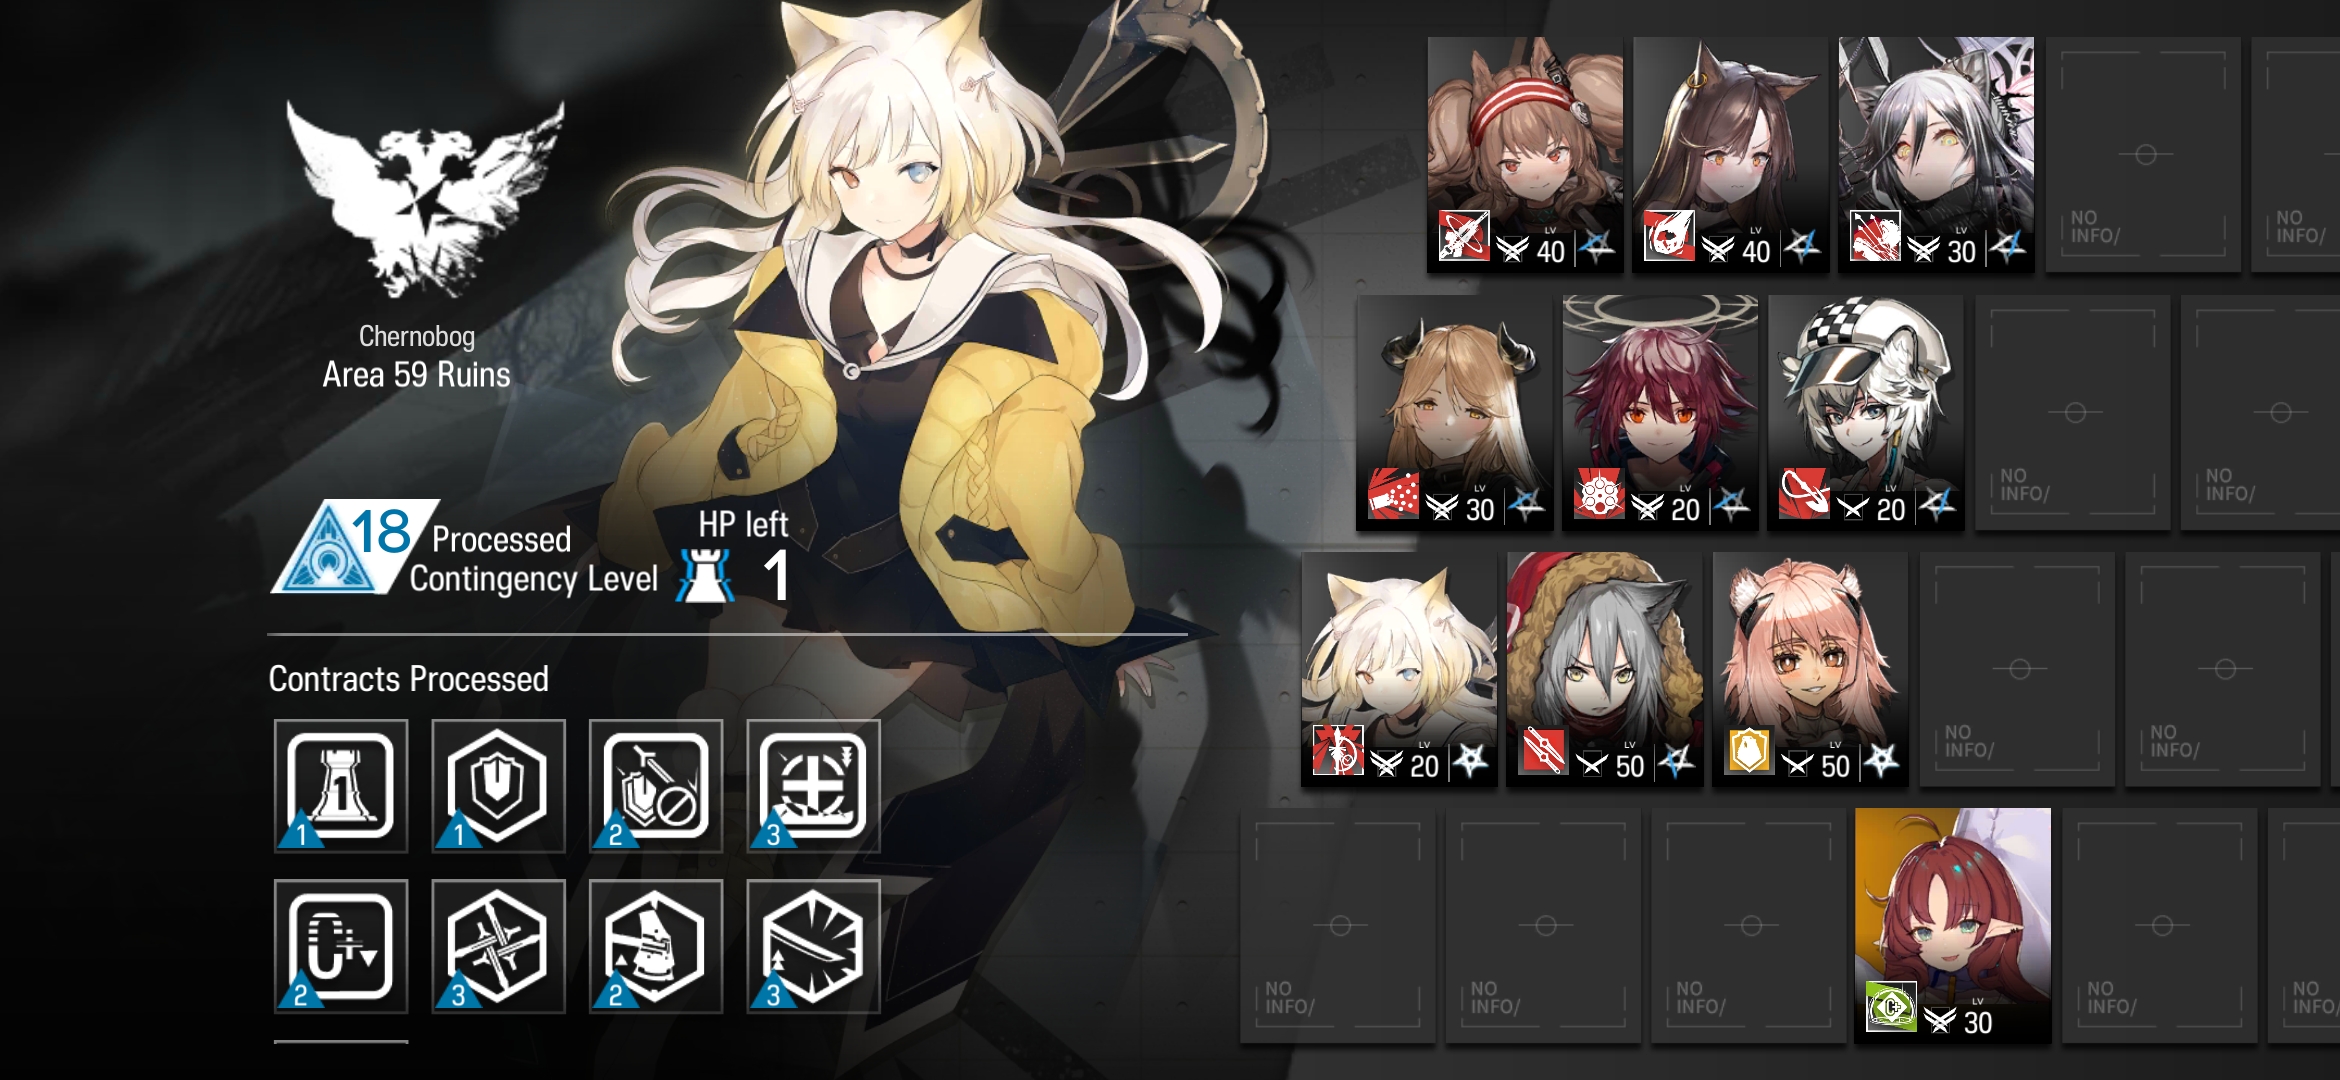 Chernobog
Area 59 Ruins
18
Processed
Contingency Level
HP left
1
Contracts Processed
1
1
1
2
3
2
3
2
3
LV
40
LV
40
LV
30
NO
INFO/
NO
INFO/
LV
30
LV
20
LV
20
NO
INFO/
NO
INFO/
LV
20
LV
50
LV
50
NO
INFO/
NO
INFO/
NO
INFO/
NO
INFO/
NO
INFO/
C+
LV
30
NO
INFO/
NO
INFO/